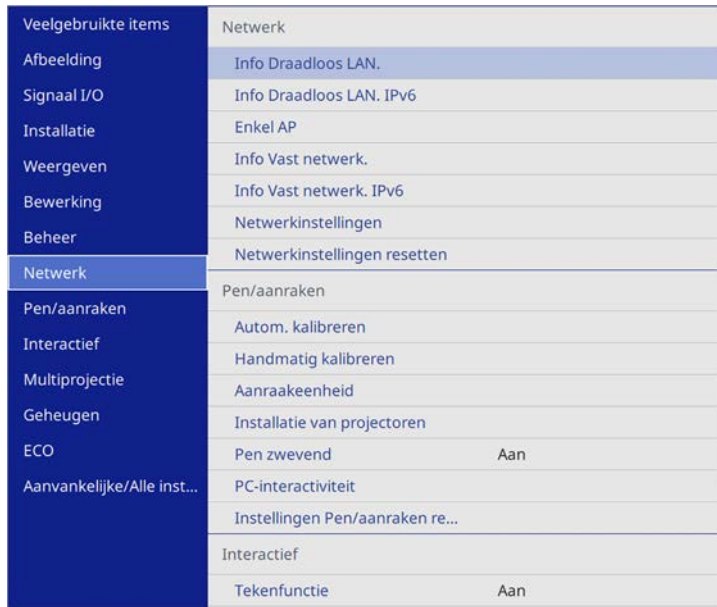 Veelgebruikte items
Afbeelding
Signaal I/O
Installatie
Weergeven
Bewerking
Beheer
Netwerk
Pen/aanraken
Interactief
Multiprojectie
Geheugen
ECO
Aanvankelijke/Alle inst...
Netwerk
Info Draadloos LAN.
Info Draadloos LAN. IPv6
Enkel AP
Info Vast netwerk.
Info Vast netwerk. IPv6
Netwerkinstellingen
Netwerkinstellingen resetten
Pen/aanraken
Autom. kalibreren
Handmatig kalibreren
Aanraakeenheid
Installatie van projectoren
Pen zwevend Aan
PC-interactiviteit
Instellingen Pen/aanraken re...
Interactief
Tekenfunctie Aan